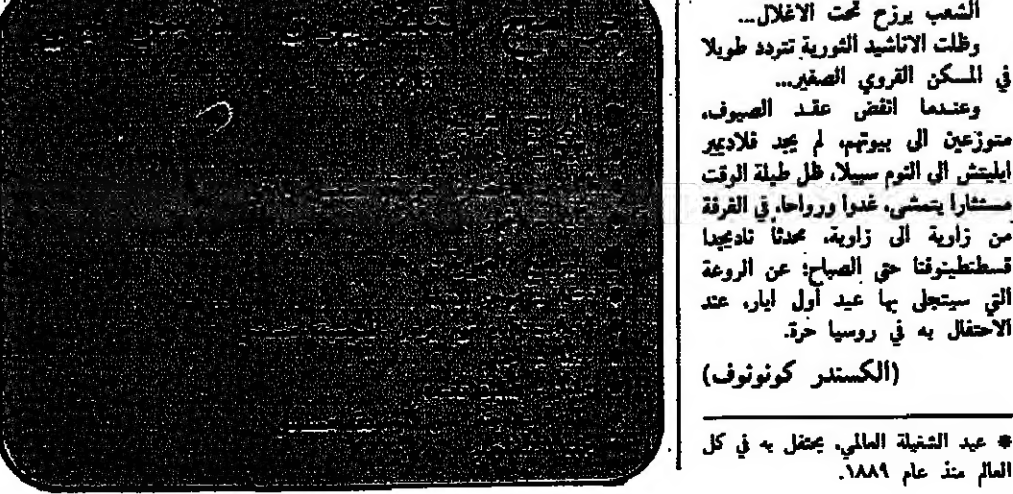 الشعب يرزح تحت الاغلال...
وظلت الاناشيد الثورية تتردد طويلا
في المسكن القروي الصغير...
وعندما انفض عقد الضيوف،
متوزعين الى بيوتهم، لم يجد فلاديمير
ايليتش الى النوم سبيلا، ظل طيلة الوقت
مستثارا يتمشى، غدوا ورواحا، في الغرفة
من زاوية الى زاوية، محدثا ناديجدا
قسطنطينوفنا حتى الصباح؛ عن الروعة
التي سيتجلى بها عيد أول ايار، عند
الاحتفال به في روسيا حرة.
(الكسندر كونونوف)
* عيد الشغيلة العالمي، يحتفل به في كل
العالم منذ عام ١٨٨٩.